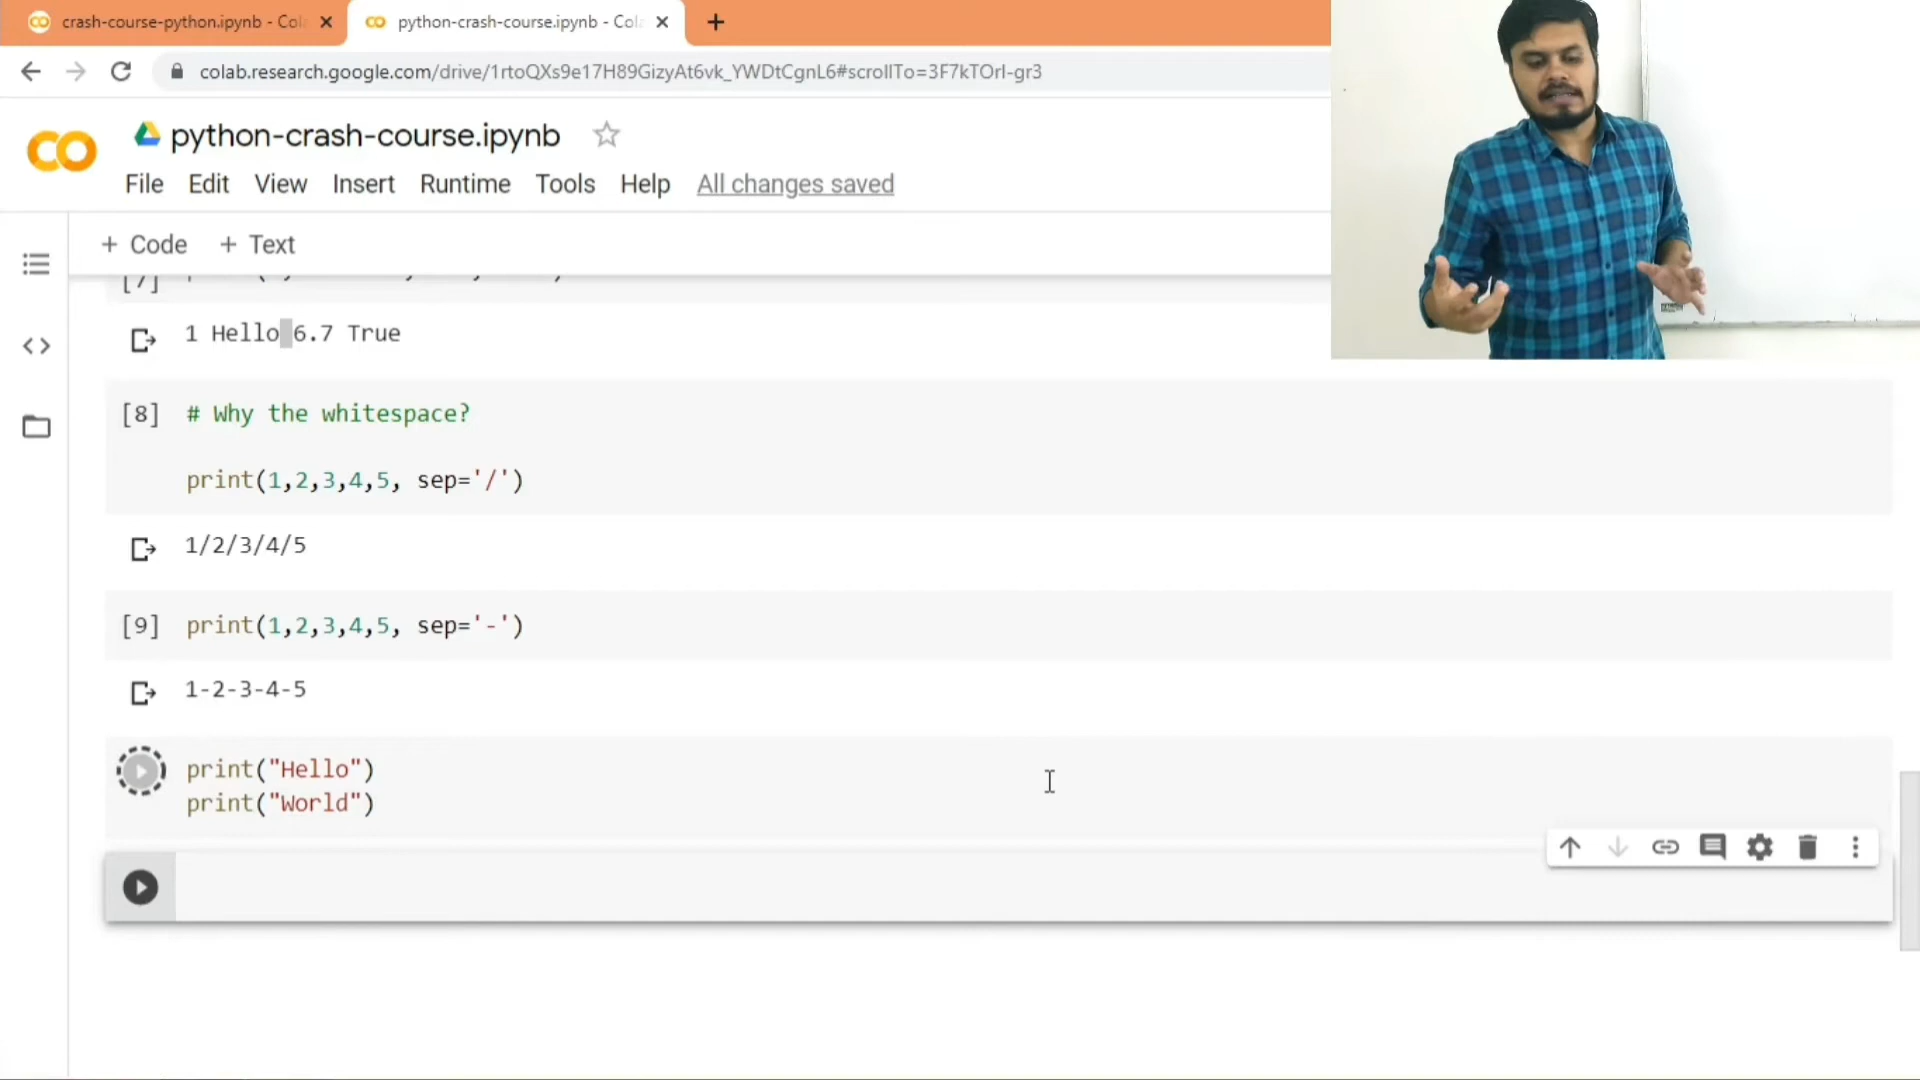 crash-course-python.ipynb - Col
python-crash-course.ipynb - Col
colab.research.google.com/drive/1rtoQXs9e17H89GizyAt6vk_YWDtCgnL6#scrollTo=3F7kTOrI-gr3
python-crash-course.ipynb
File Edit View Insert Runtime Tools Help All changes saved
+ Code + Text
[7]
1 Hello 6.7 True
[8] # Why the whitespace?
print(1,2,3,4,5, sep='/')
1/2/3/4/5
[9] print(1,2,3,4,5, sep='-')
1-2-3-4-5
print("Hello")
print("World")